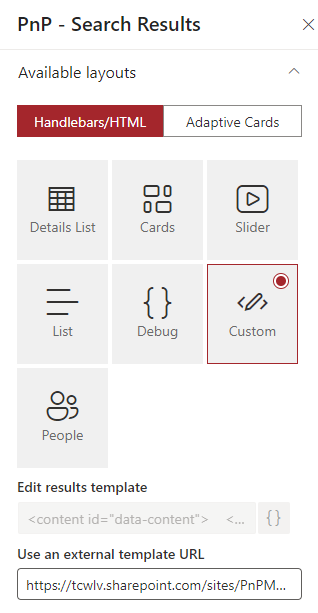 PnP - Search Results
Available layouts
Handlebars/HTML
Adaptive Cards
Details List
Cards
Slider
List
Debug
Custom
People
Edit results template
<content id="data-content"> <...
{}
Use an external template URL
https://tcwlv.sharepoint.com/sites/PnPM...